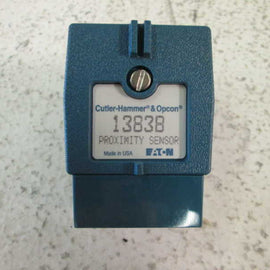 Cutler-Hammer® & Opcon®
1383B
PROXIMITY SENSOR
Made in USA EATON